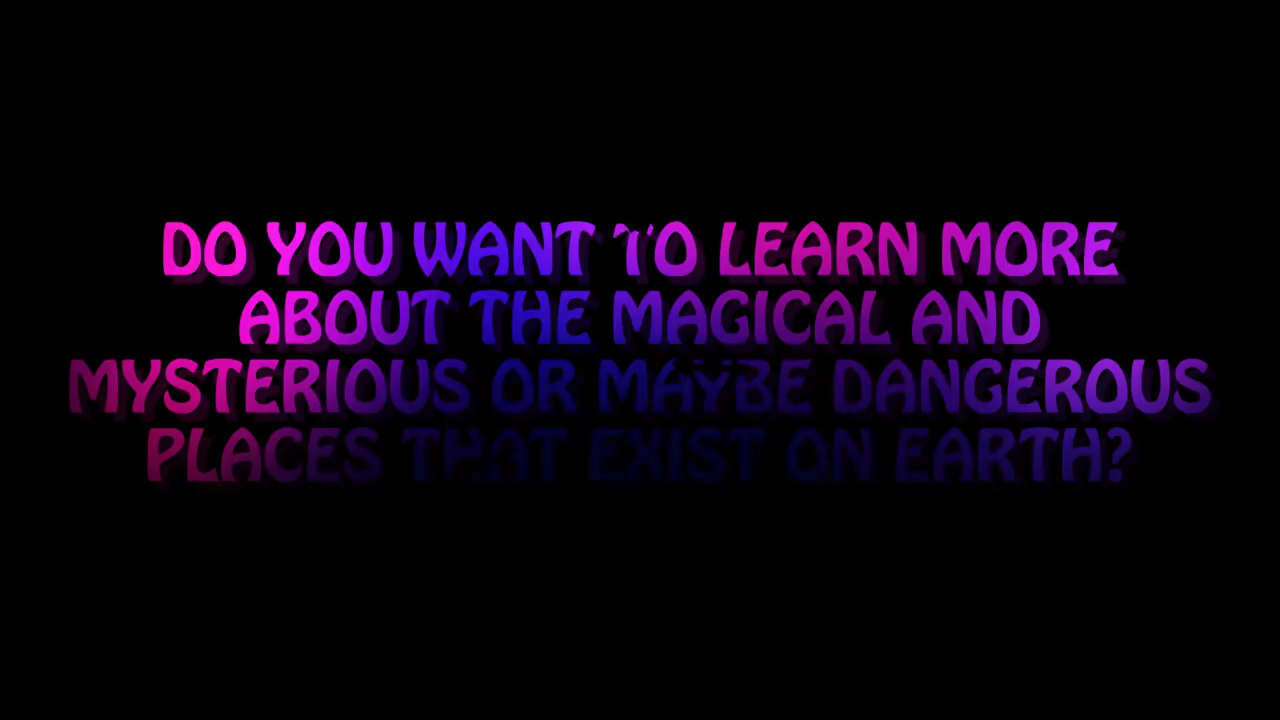 DO YOU WANT TO LEARN MORE
ABOUT THE MAGICAL AND
MYSTERIOUS OR MAYBE DANGEROUS
PLACES THAT EXIST ON EARTH?